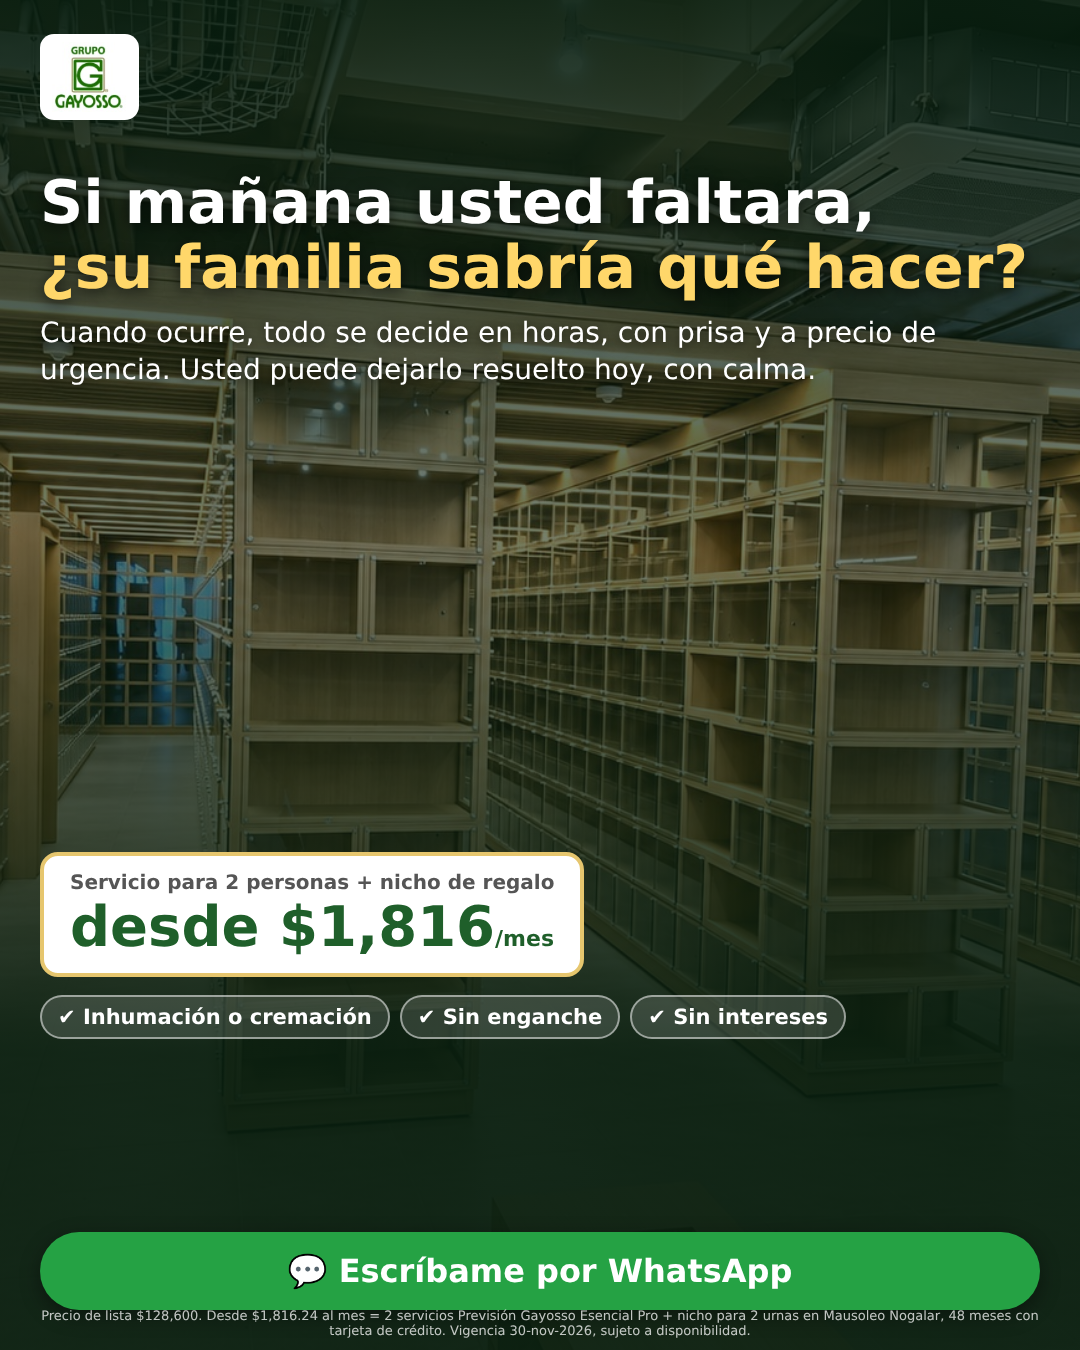 GRUPO
G
GAYOSSO
Si mañana usted faltara,
¿su familia sabría qué hacer?
Cuando ocurre, todo se decide en horas, con prisa y a precio de
urgencia. Usted puede dejarlo resuelto hoy, con calma.
Servicio para 2 personas + nicho de regalo
desde $1,816/mes
✔ Inhumación o cremación ✔ Sin enganche ✔ Sin intereses
💬 Escríbame por WhatsApp
Precio de lista $128,600. Desde $1,816.24 al mes = 2 servicios Previsión Gayosso Esencial Pro + nicho para 2 urnas en Mausoleo Nogalar, 48 meses con
tarjeta de crédito. Vigencia 30-nov-2026, sujeto a disponibilidad.